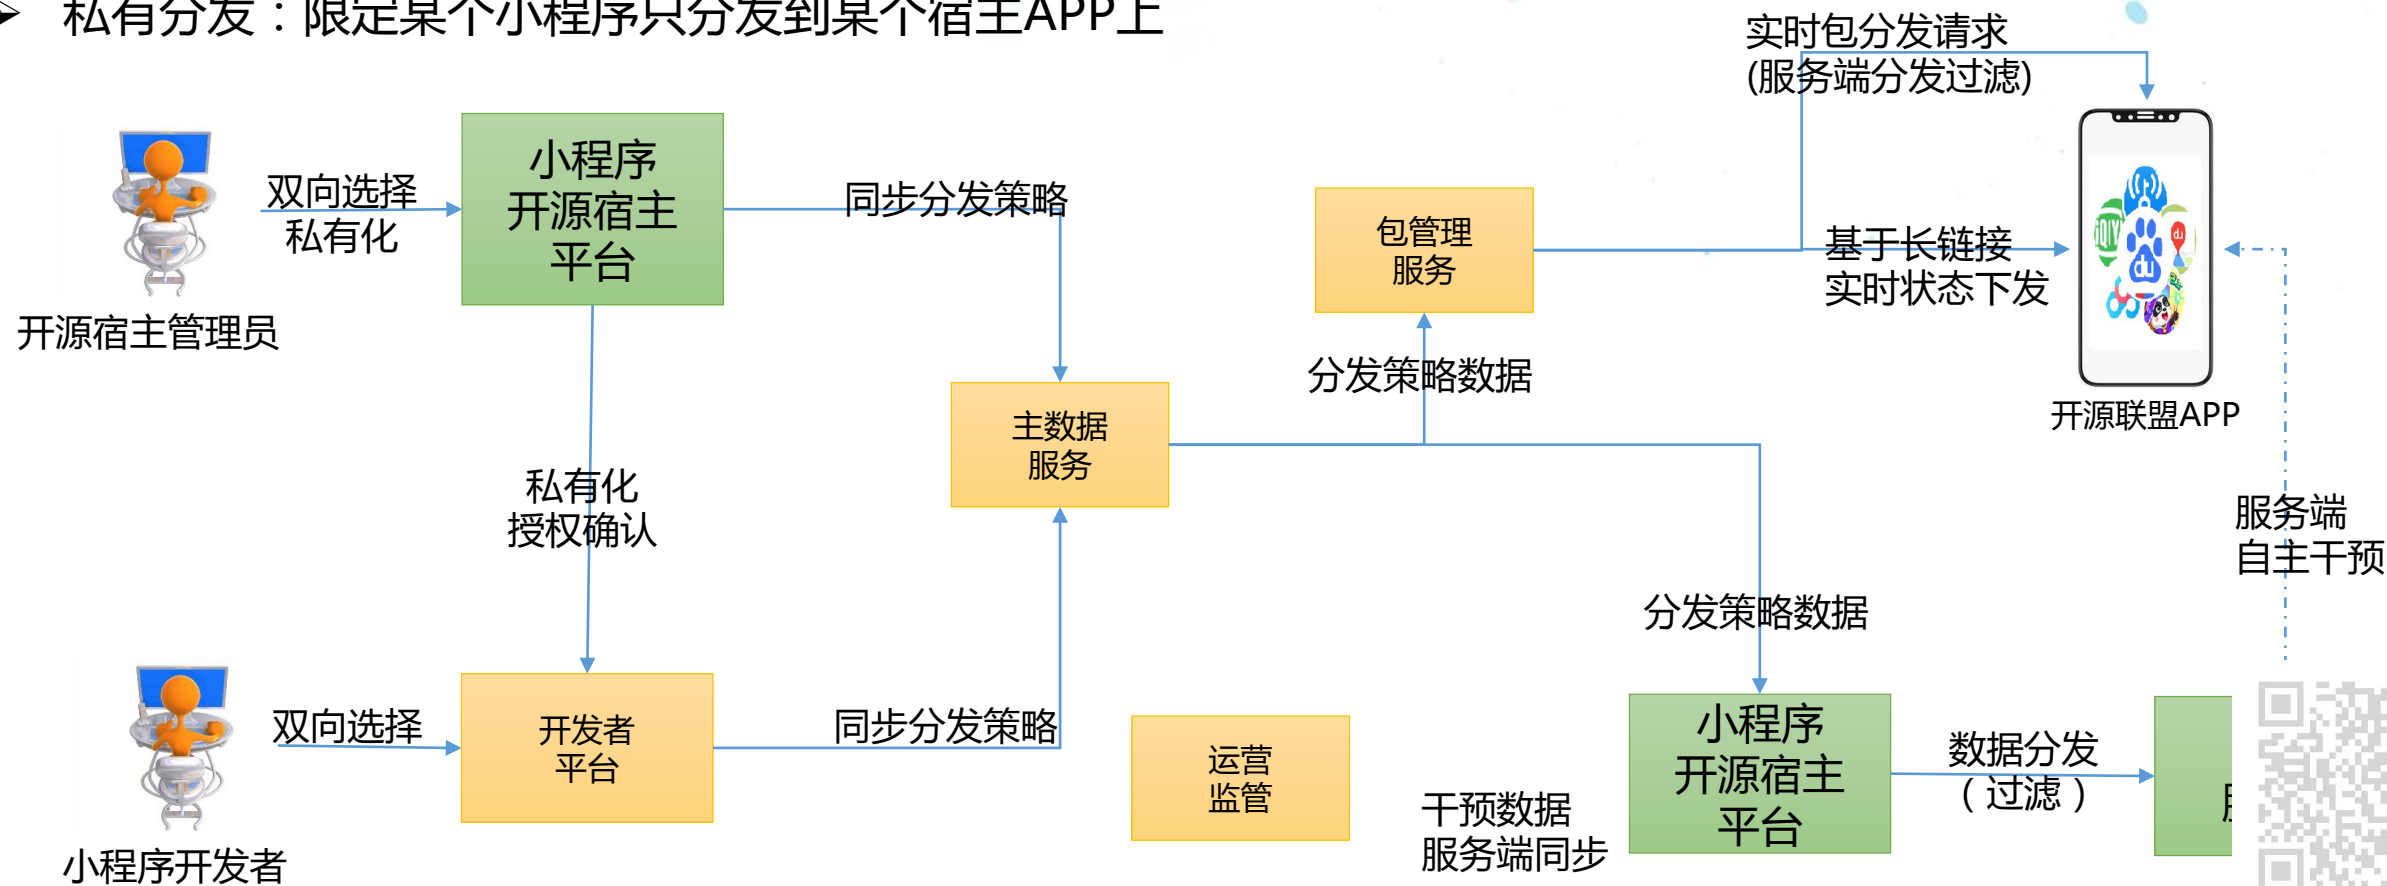 私有分发：限定某个小程序只分发到某个宿主APP上
实时包分发请求
(服务端分发过滤)
小程序
开源宿主
平台
双向选择
私有化
同步分发策略
包管理
服务
基于长链接
实时状态下发
开源宿主管理员
分发策略数据
开源联盟APP
主数据
服务
私有化
授权确认
服务端
自主干预
分发策略数据
双向选择
开发者
平台
同步分发策略
运营
监管
干预数据
服务端同步
小程序
开源宿主
平台
数据分发
（过滤）
小程序开发者